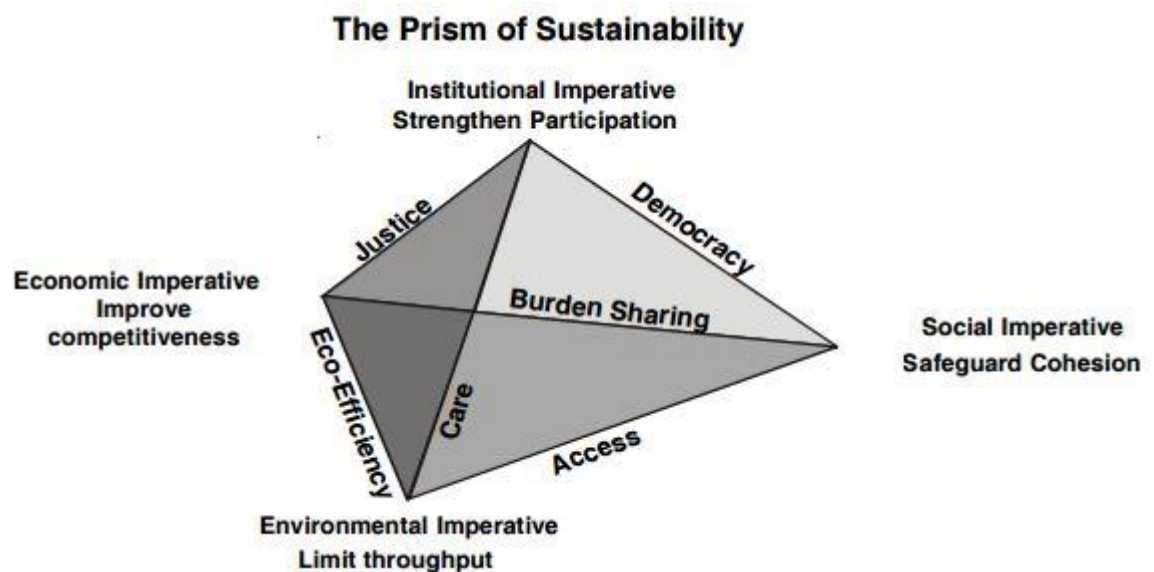 The Prism of Sustainability
Institutional Imperative
Strengthen Participation
Justice
Democracy
Economic Imperative
Improve
competitiveness
Burden Sharing
Social Imperative
Safeguard Cohesion
Eco-Efficiency
Care
Access
Environmental Imperative
Limit throughput